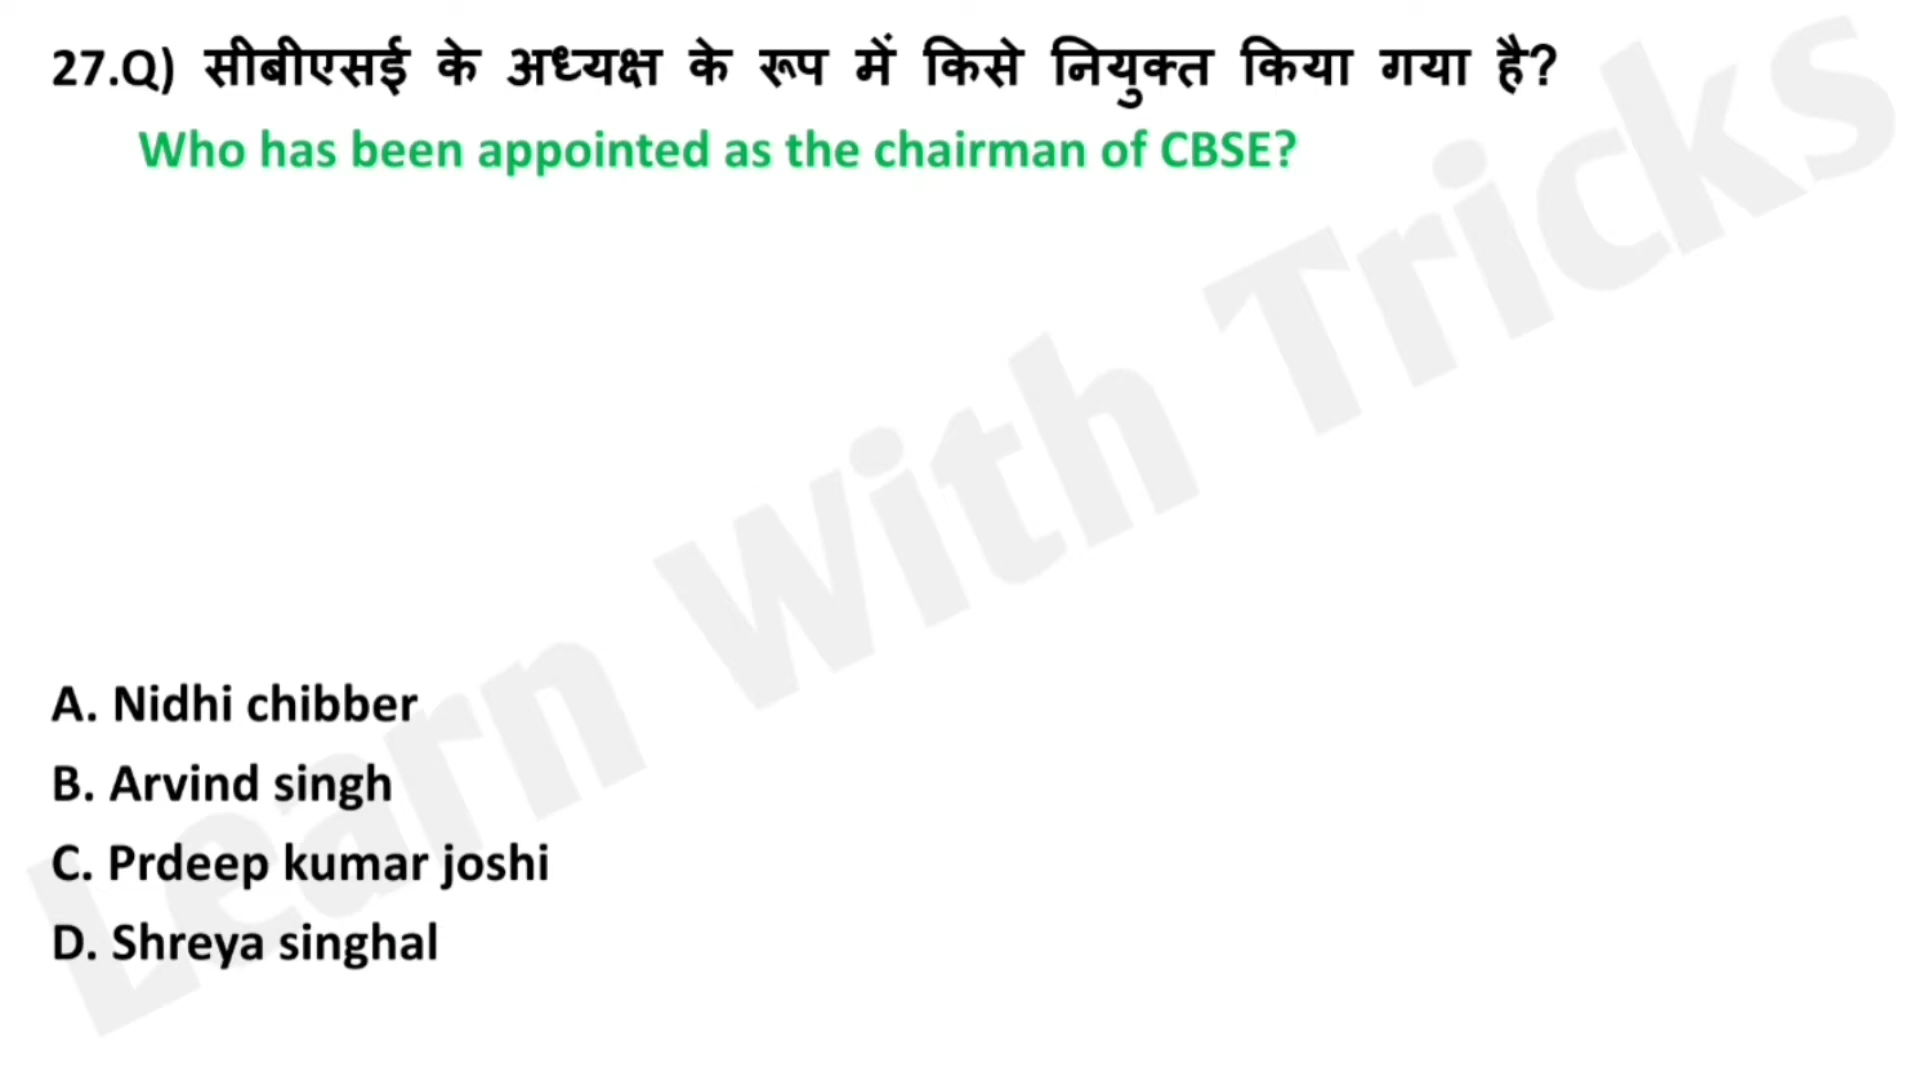 27.Q) सीबीएसई के अध्यक्ष के रूप में किसे नियुक्त किया गया है?
Who has been appointed as the chairman of CBSE?
A. Nidhi chibber
B. Arvind singh
C. Prdeep kumar joshi
D. Shreya singhal
Learn With Tricks